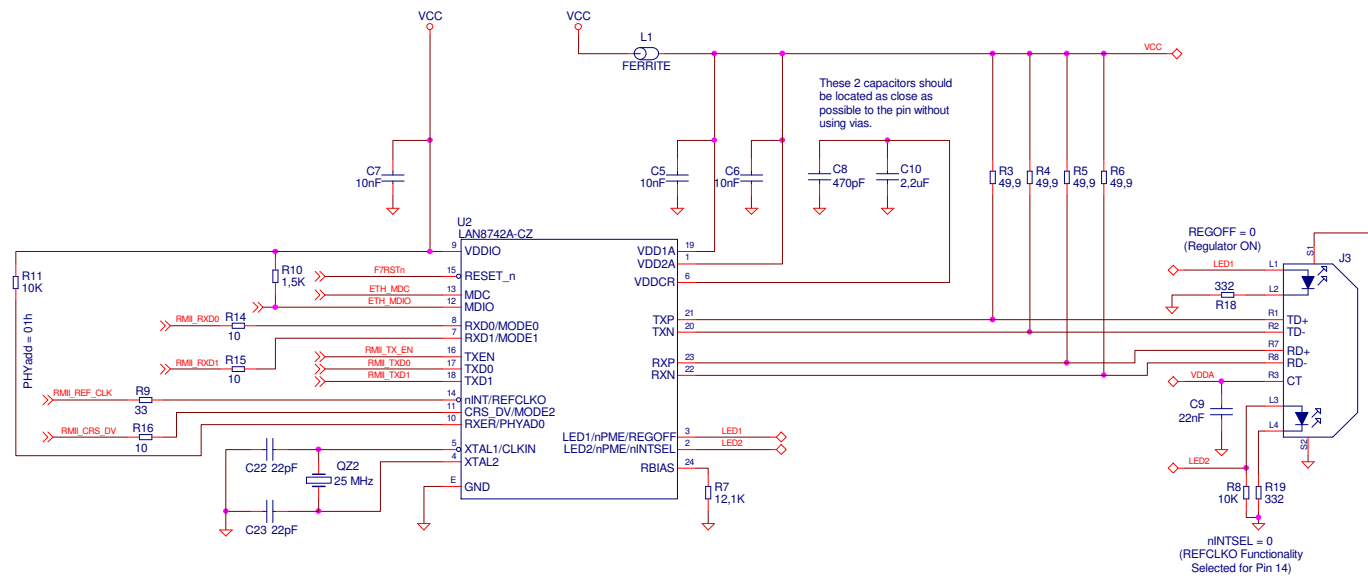 VCC
VCC
L1
FERRITE
VCC
These 2 capacitors should
be located as close as
possible to the pin without
using vias.
C7
10nF
C5
10nF
C6
10nF
C8
470pF
C10
2,2uF
R3
49,9
R4
49,9
R5
49,9
R6
49,9
U2
LAN8742A-CZ
R11
10K
PHYadd = 01h
R10
1,5K
F7RSTn
ETH_MDC
ETH_MDIO
RMII_RXD0
R14
10
RMII_RXD1
R15
10
RMII_TX_EN
RMII_TXD0
RMII_TXD1
RMII_REF_CLK
R9
33
RMII_CRS_DV
R16
10
C22 22pF
QZ2
25 MHz
C23 22pF
9 VDDIO
15 RESET_n
13 MDC
12 MDIO
8 RXD0/MODE0
7 RXD1/MODE1
16 TXEN
17 TXD0
18 TXD1
14 nINT/REFCLKO
11 CRS_DV/MODE2
10 RXER/PHYAD0
5 XTAL1/CLKIN
4 XTAL2
E GND
VDD1A 19
VDD2A 1
VDDCR 6
TXP 21
TXN 20
RXP 23
RXN 22
LED1/nPME/REGOFF 3 LED1
LED2/nPME/nINTSEL 2 LED2
RBIAS 24
R7
12,1K
REGOFF = 0
(Regulator ON)
LED1
332
R18
VDDA
C9
22nF
LED2
R8
10K
R19
332
S1
J3
L1
L2
R1 TD+
R2 TD-
R7 RD+
R8 RD-
R3 CT
L3
L4
S2
nINTSEL = 0
(REFCLKO Functionality
Selected for Pin 14)